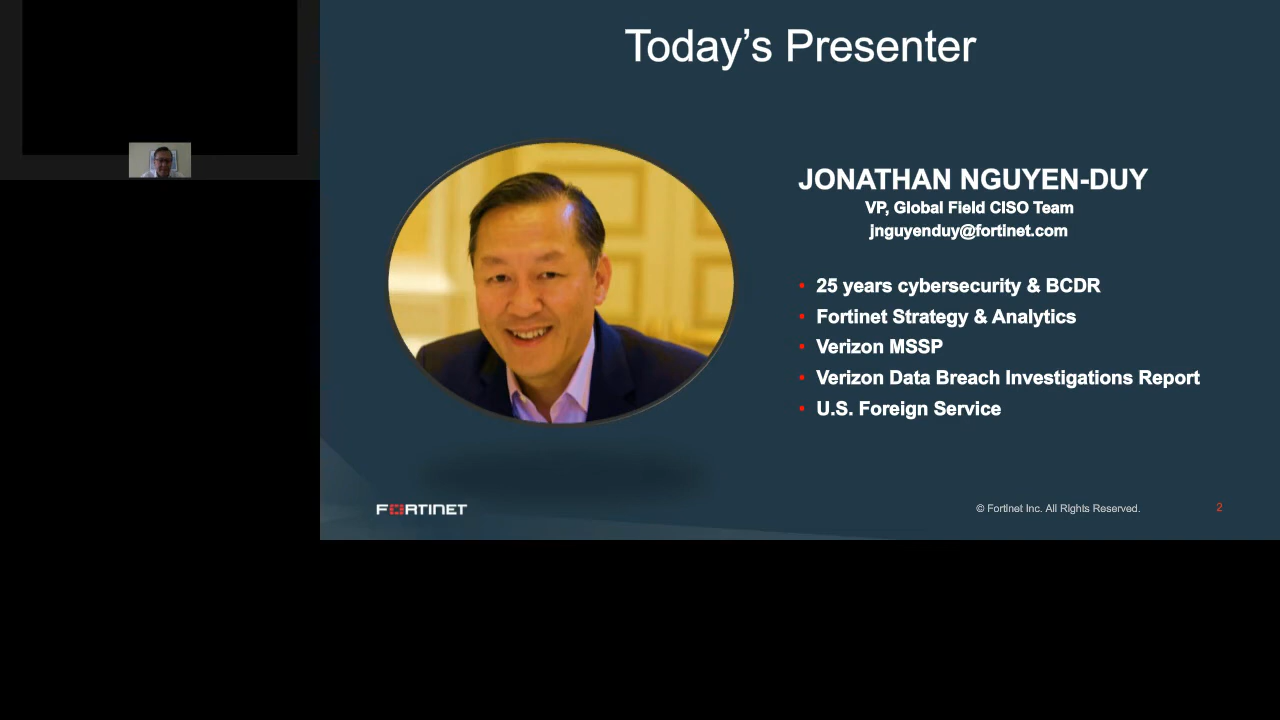 Today's Presenter
JONATHAN NGUYEN-DUY
VP, Global Field CISO Team
jnguyenduy@fortinet.com
• 25 years cybersecurity & BCDR
• Fortinet Strategy & Analytics
• Verizon MSSP
• Verizon Data Breach Investigations Report
• U.S. Foreign Service
FORTINET
© Fortinet Inc. All Rights Reserved.
2